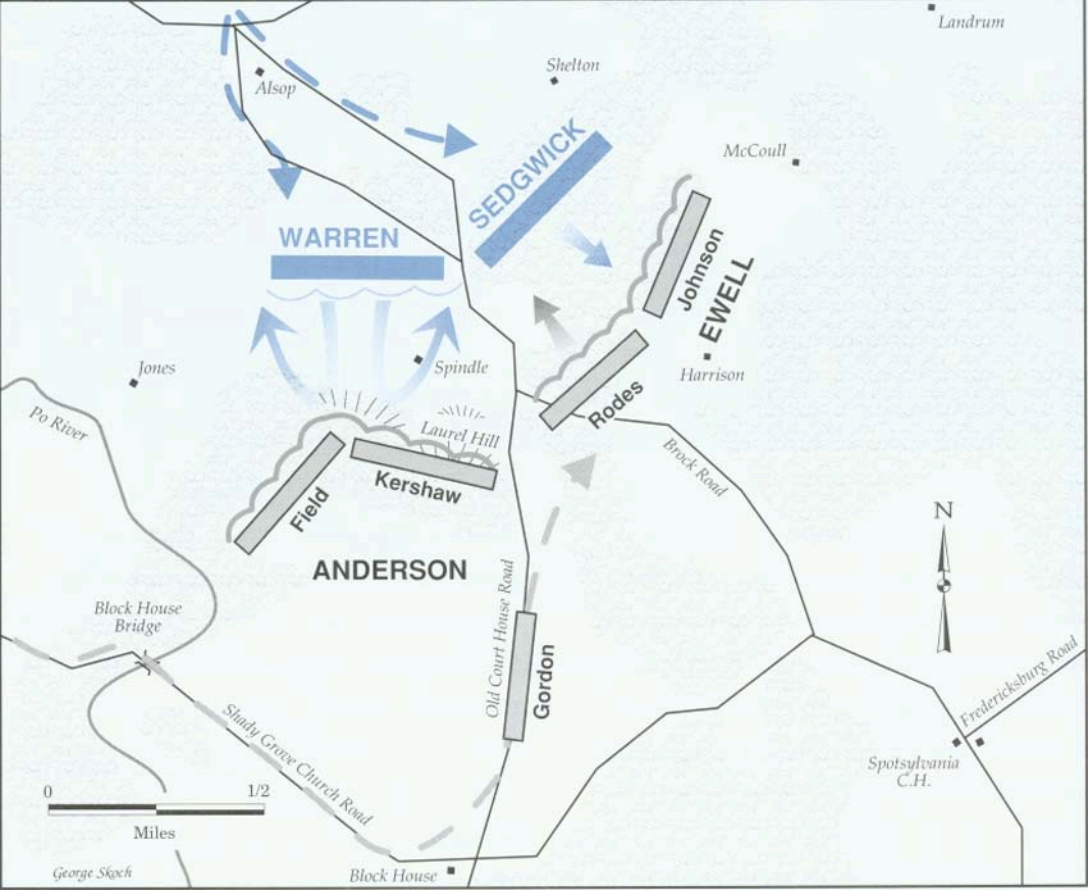 Landrum
Shelton
Alsop
McCoull
SEDGWICK
WARREN
Johnson
EWELL
Jones
Spindle
Harrison
Po River
Laurel Hill
Rodes
Brock Road
Kershaw
Field
N
ANDERSON
Block House
Bridge
Old Court House Road
Gordon
Fredericksburg Road
Shady Grove Church Road
Spotsylvania
C.H.
0 1/2
Miles
George Skoch
Block House